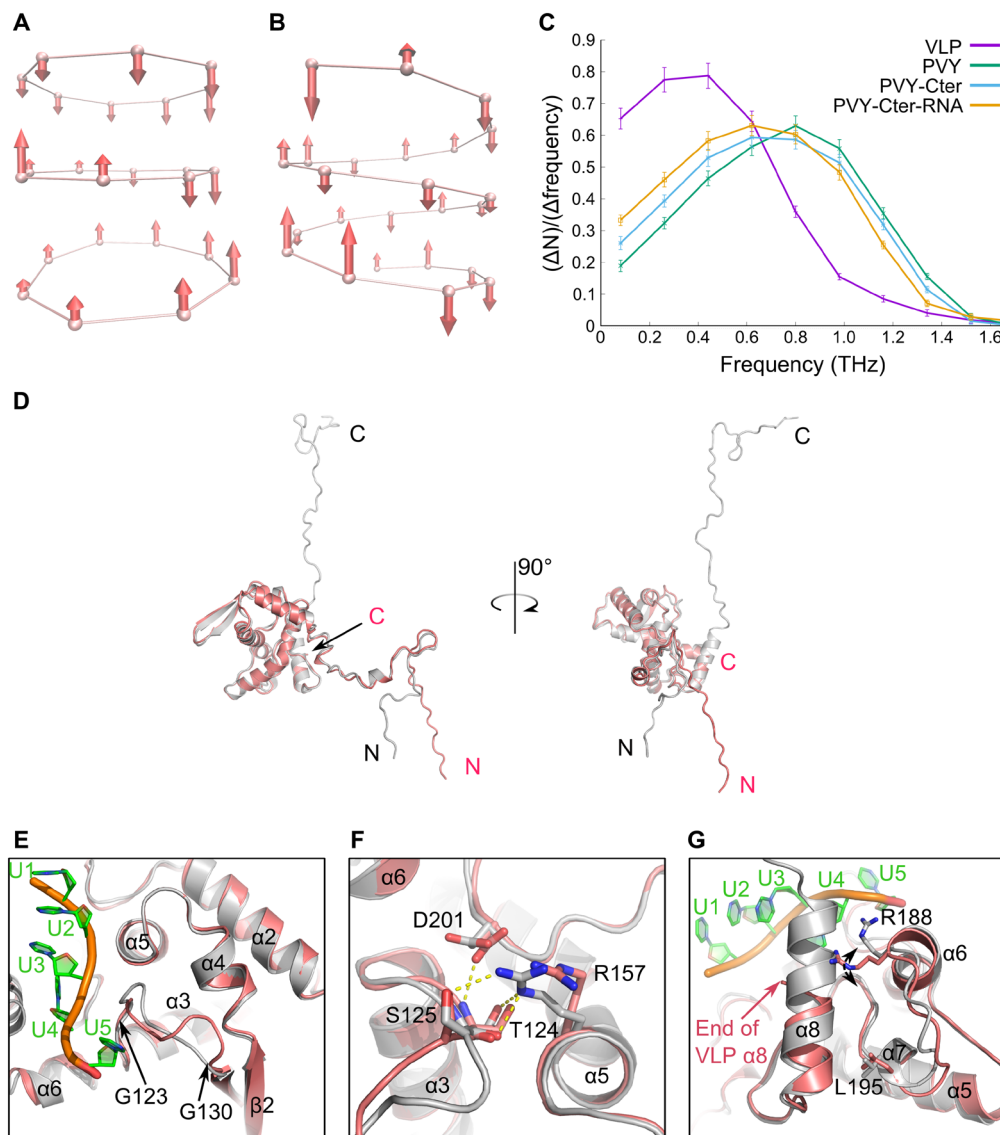 A
B
C
0.9
0.8
0.7
0.6
0.5
0.4
0.3
0.2
0.1
0
(ΔN)/(Δfrequency)
VLP
PVY
PVY-Cter
PVY-Cter-RNA
0.0 0.2 0.4 0.6 0.8 1.0 1.2 1.4 1.6
Frequency (THz)
D
C
C
90°
C
C
N
N
N
N
E
U1
U2
U3
U4
U5
α5
α2
α4
α3
α6
G123
G130
β2
F
α6
D201
R157
S125
T124
α3
α5
G
U1
U2
U3
U4
U5
R188
α6
End of
VLP α8
α8
α7
L195
α5